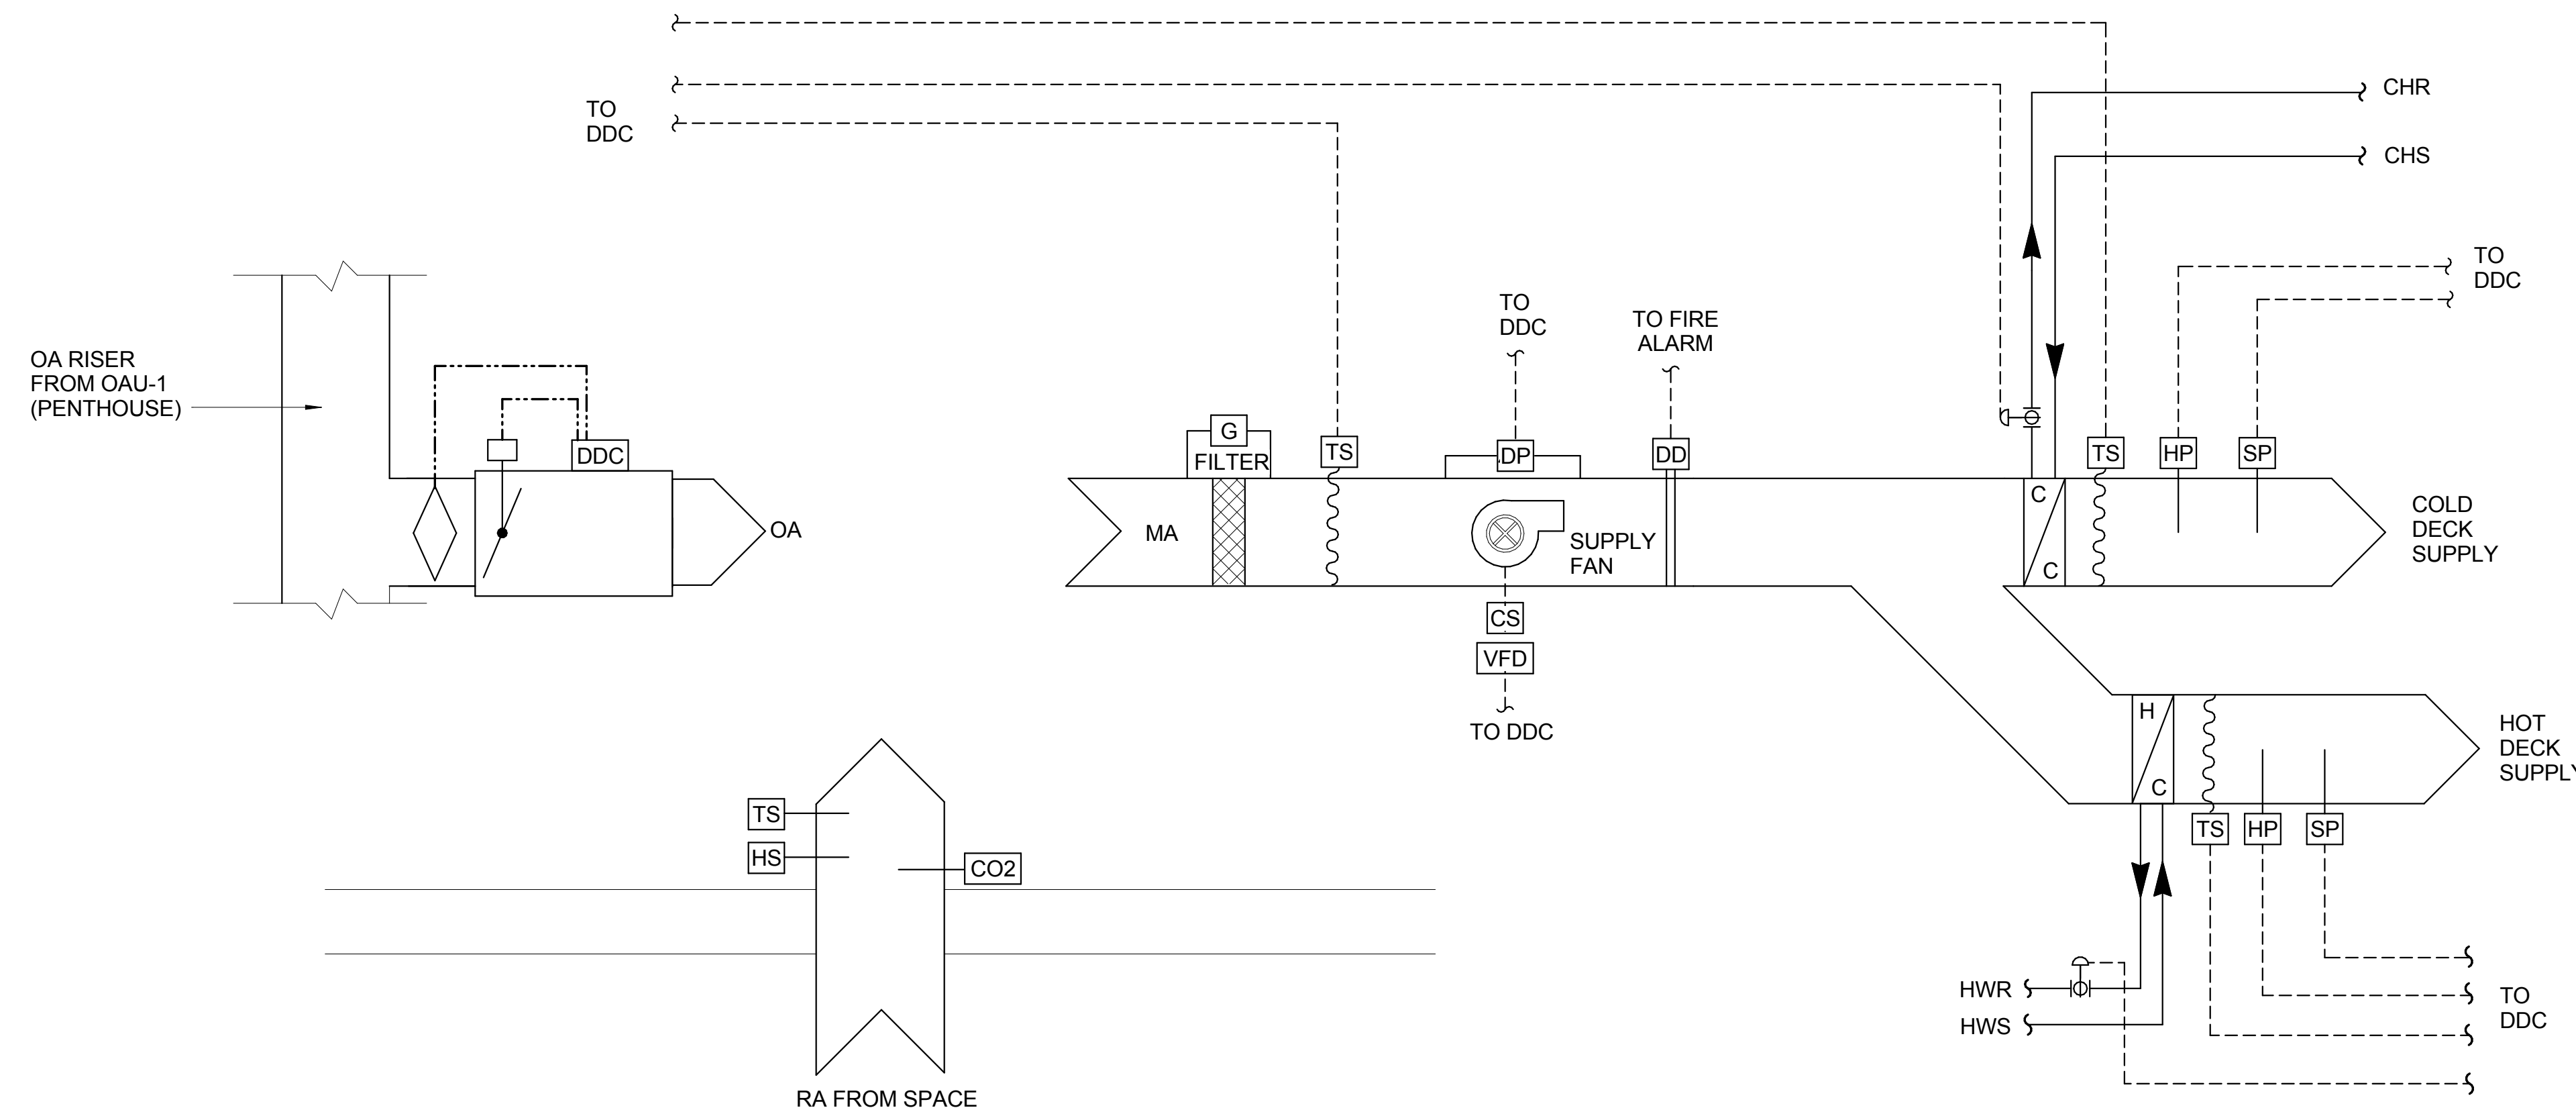 TO
DDC
CHR
CHS
TO
DDC
TO
DDC
TO FIRE
ALARM
OA RISER
FROM OAU-1
(PENTHOUSE)
DDC
OA
G
FILTER
TS
DP
DD
TS
HP
SP
MA
SUPPLY
FAN
C
C
COLD
DECK
SUPPLY
CS
VFD
TO DDC
H
C
HOT
DECK
SUPPLY
TS
HP
SP
TS
HS
CO2
HWR
HWS
TO
DDC
RA FROM SPACE